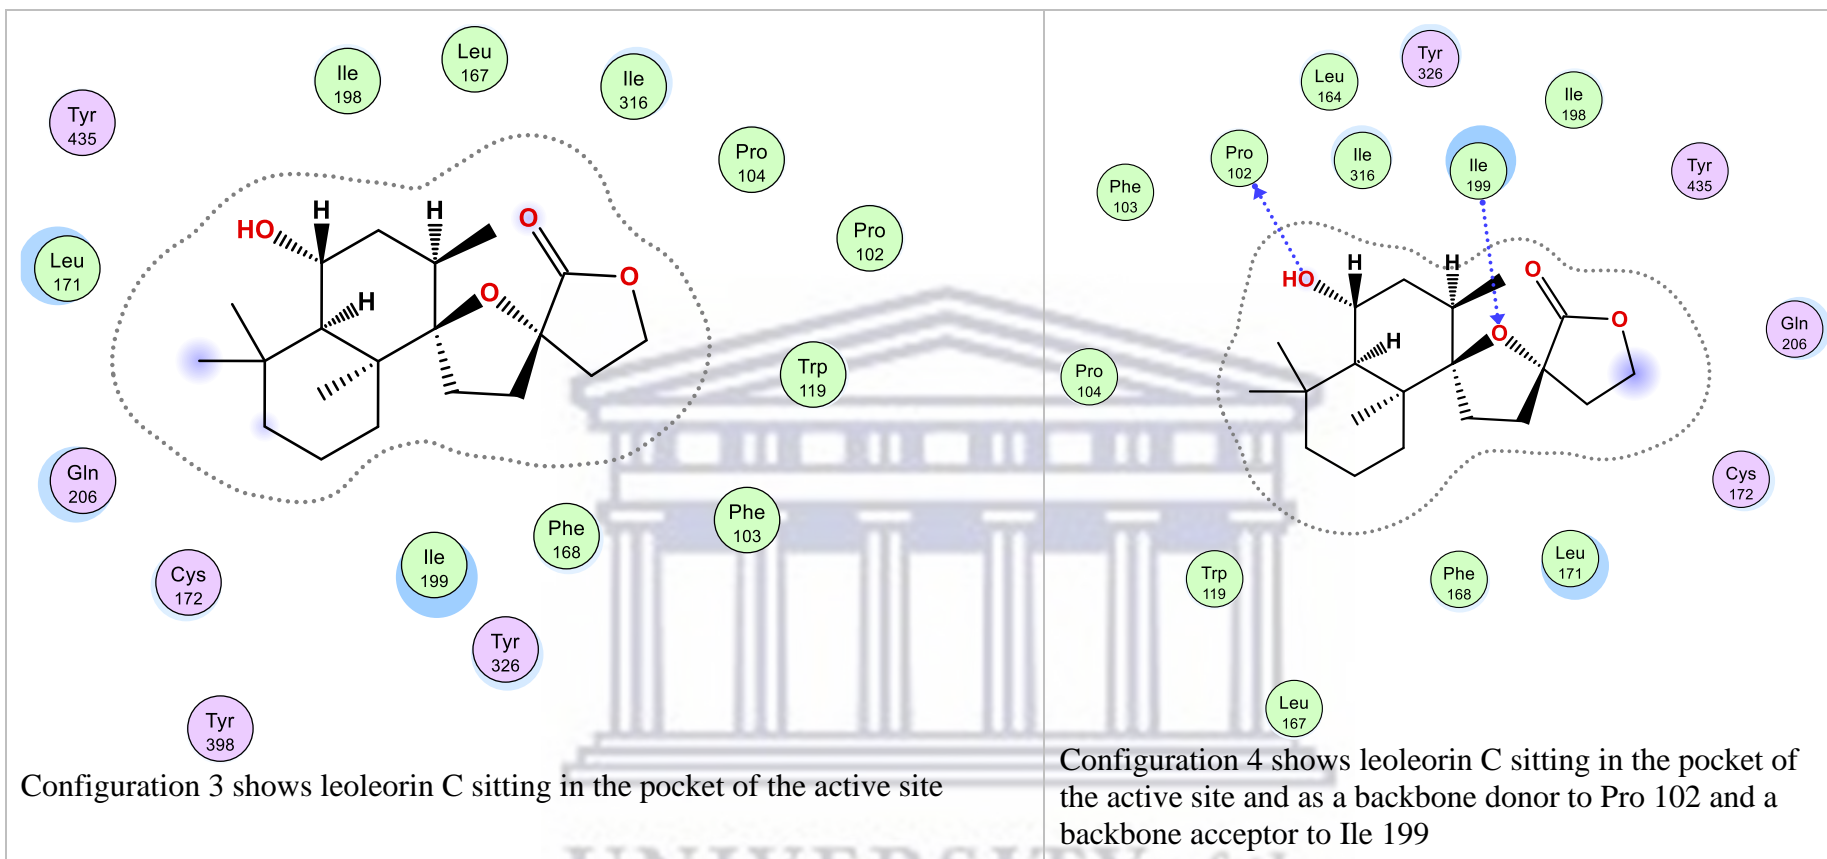 Ile
198
Leu
167
Ile
316
Tyr
435
Pro
104
HO
H
H
O
O
Pro
102
Leu
171
O
H
Trp
119
Gln
206
Phe
168
Phe
103
Ile
199
Cys
172
Tyr
326
Tyr
398
Configuration 3 shows leoleorin C sitting in the pocket of the active site
Tyr
326
Leu
164
Ile
198
Pro
102
Ile
316
Ile
199
Tyr
435
Phe
103
HO
H
H
O
O
Gln
206
O
H
Pro
104
Cys
172
Trp
119
Phe
168
Leu
171
Leu
167
Configuration 4 shows leoleorin C sitting in the pocket of
the active site and as a backbone donor to Pro 102 and a
backbone acceptor to Ile 199